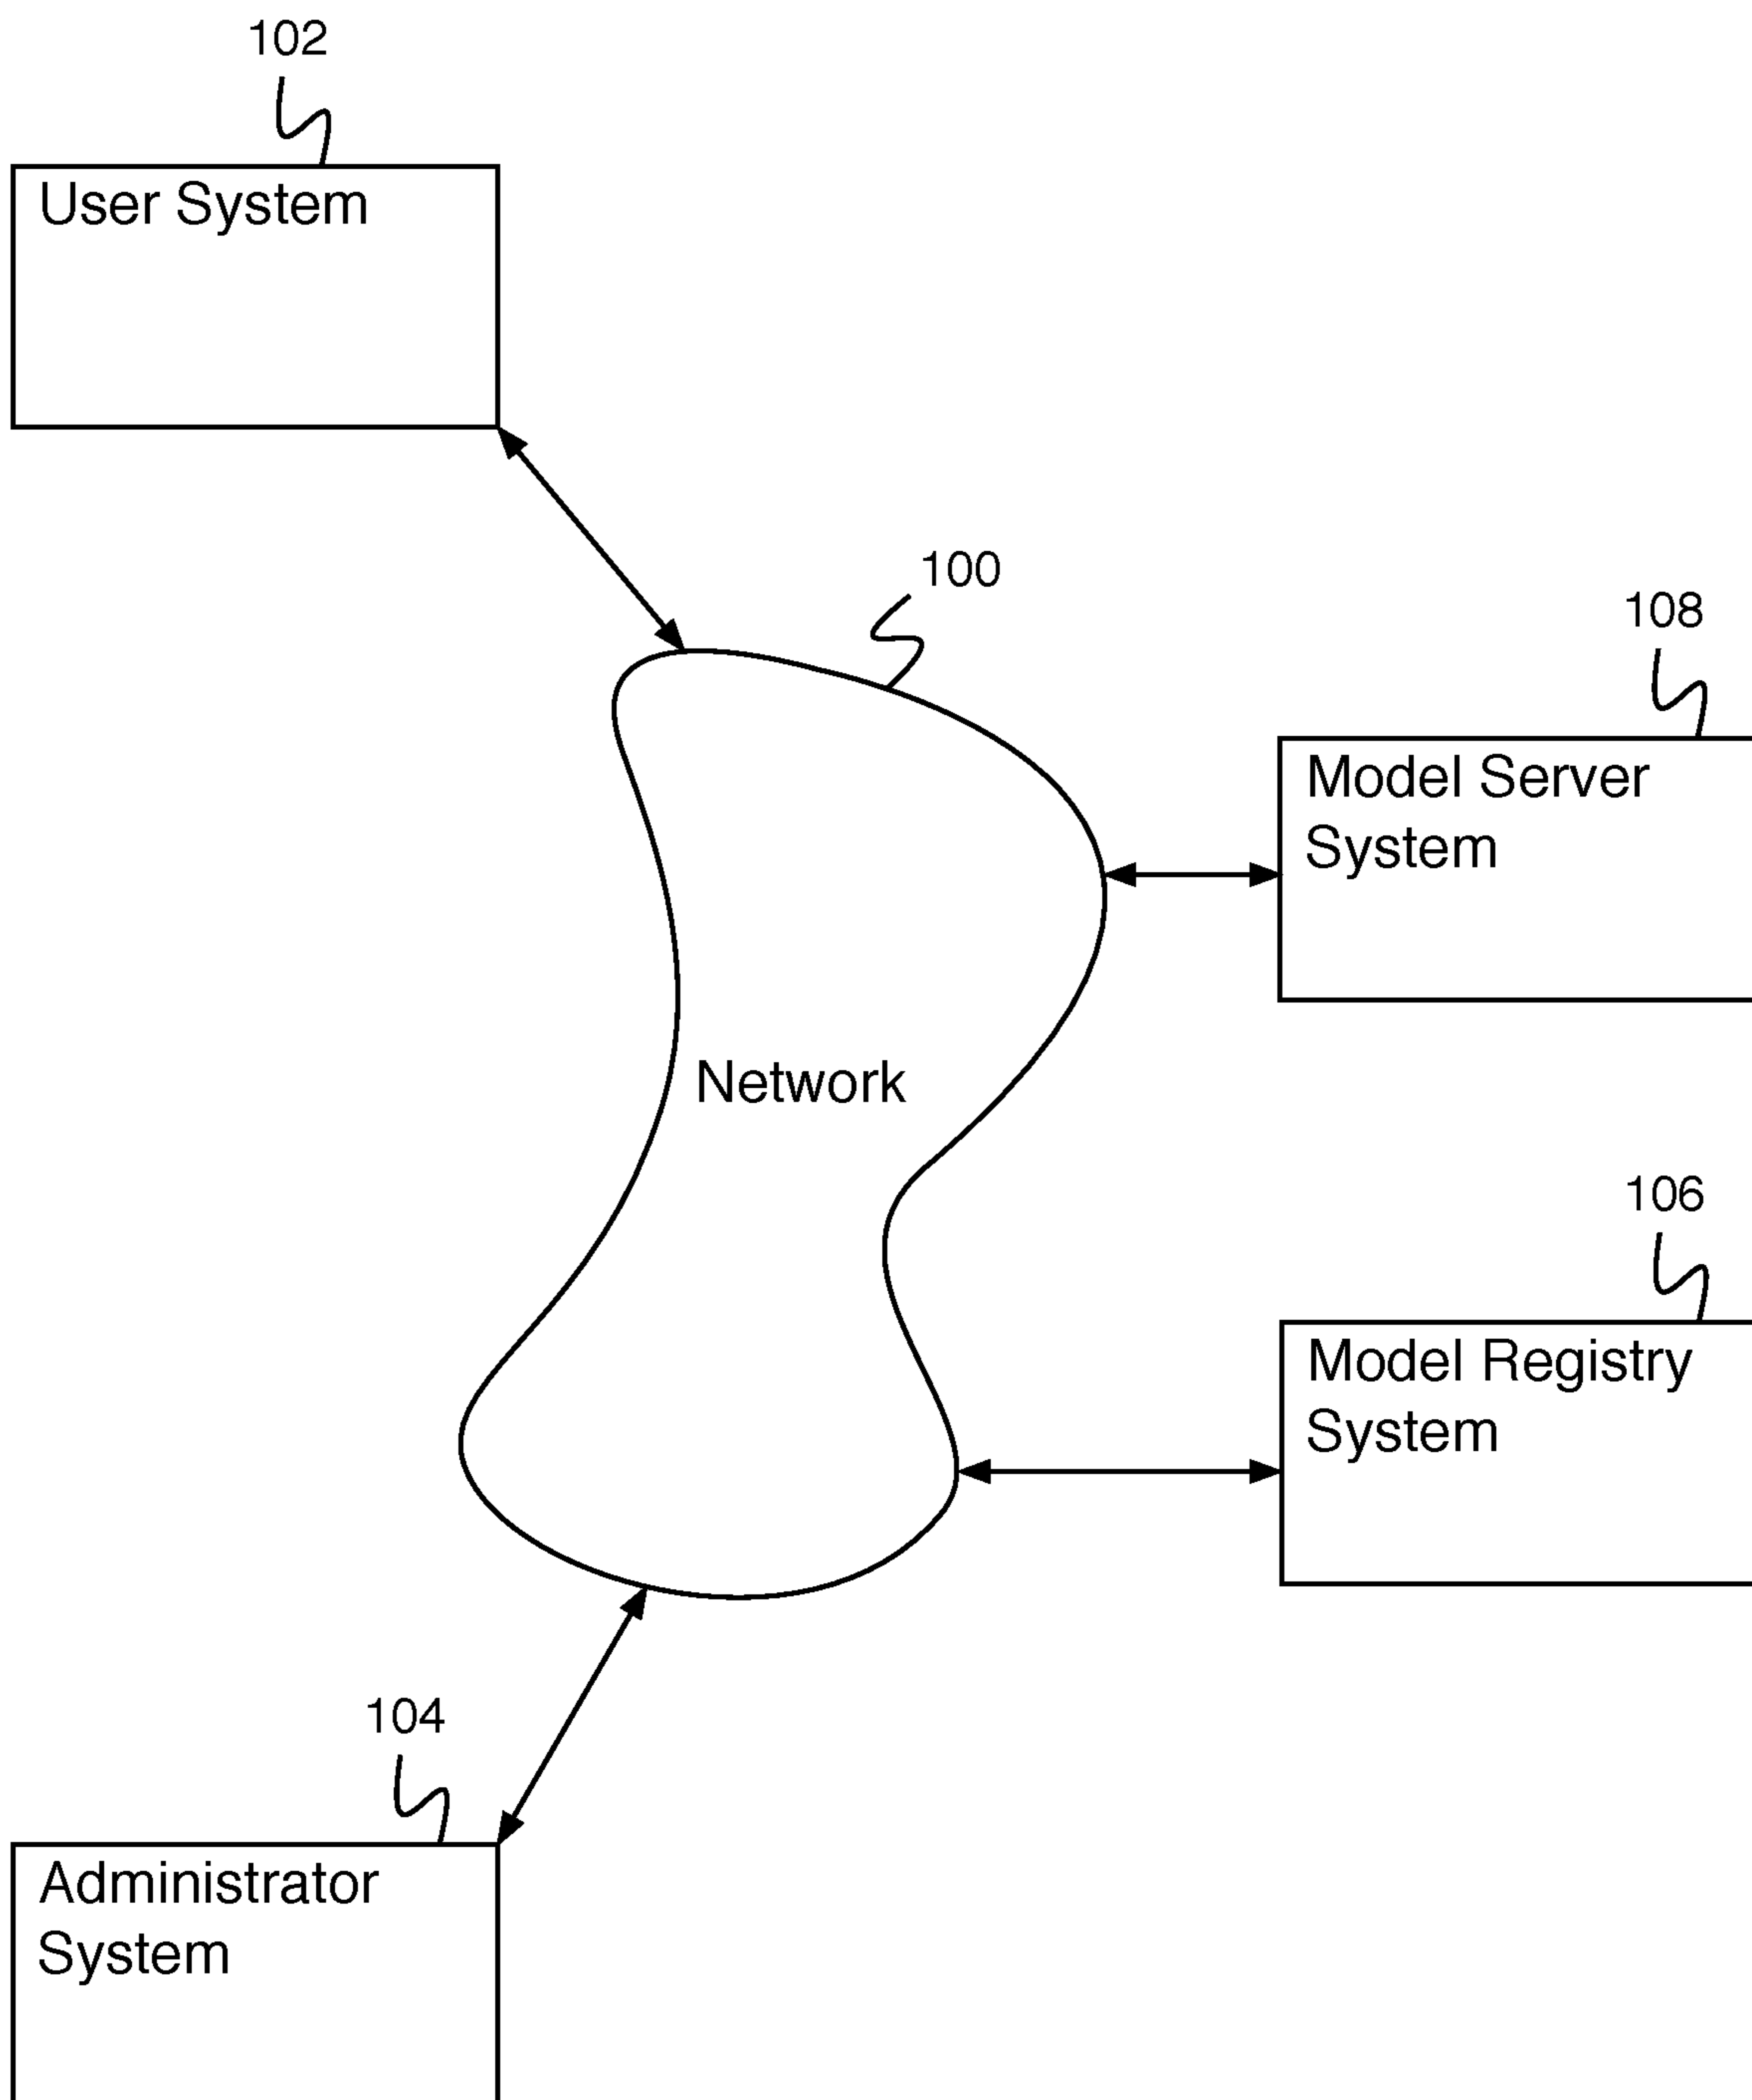 102
User System
100
108
Model Server
System
Network
106
Model Registry
System
104
Administrator
System